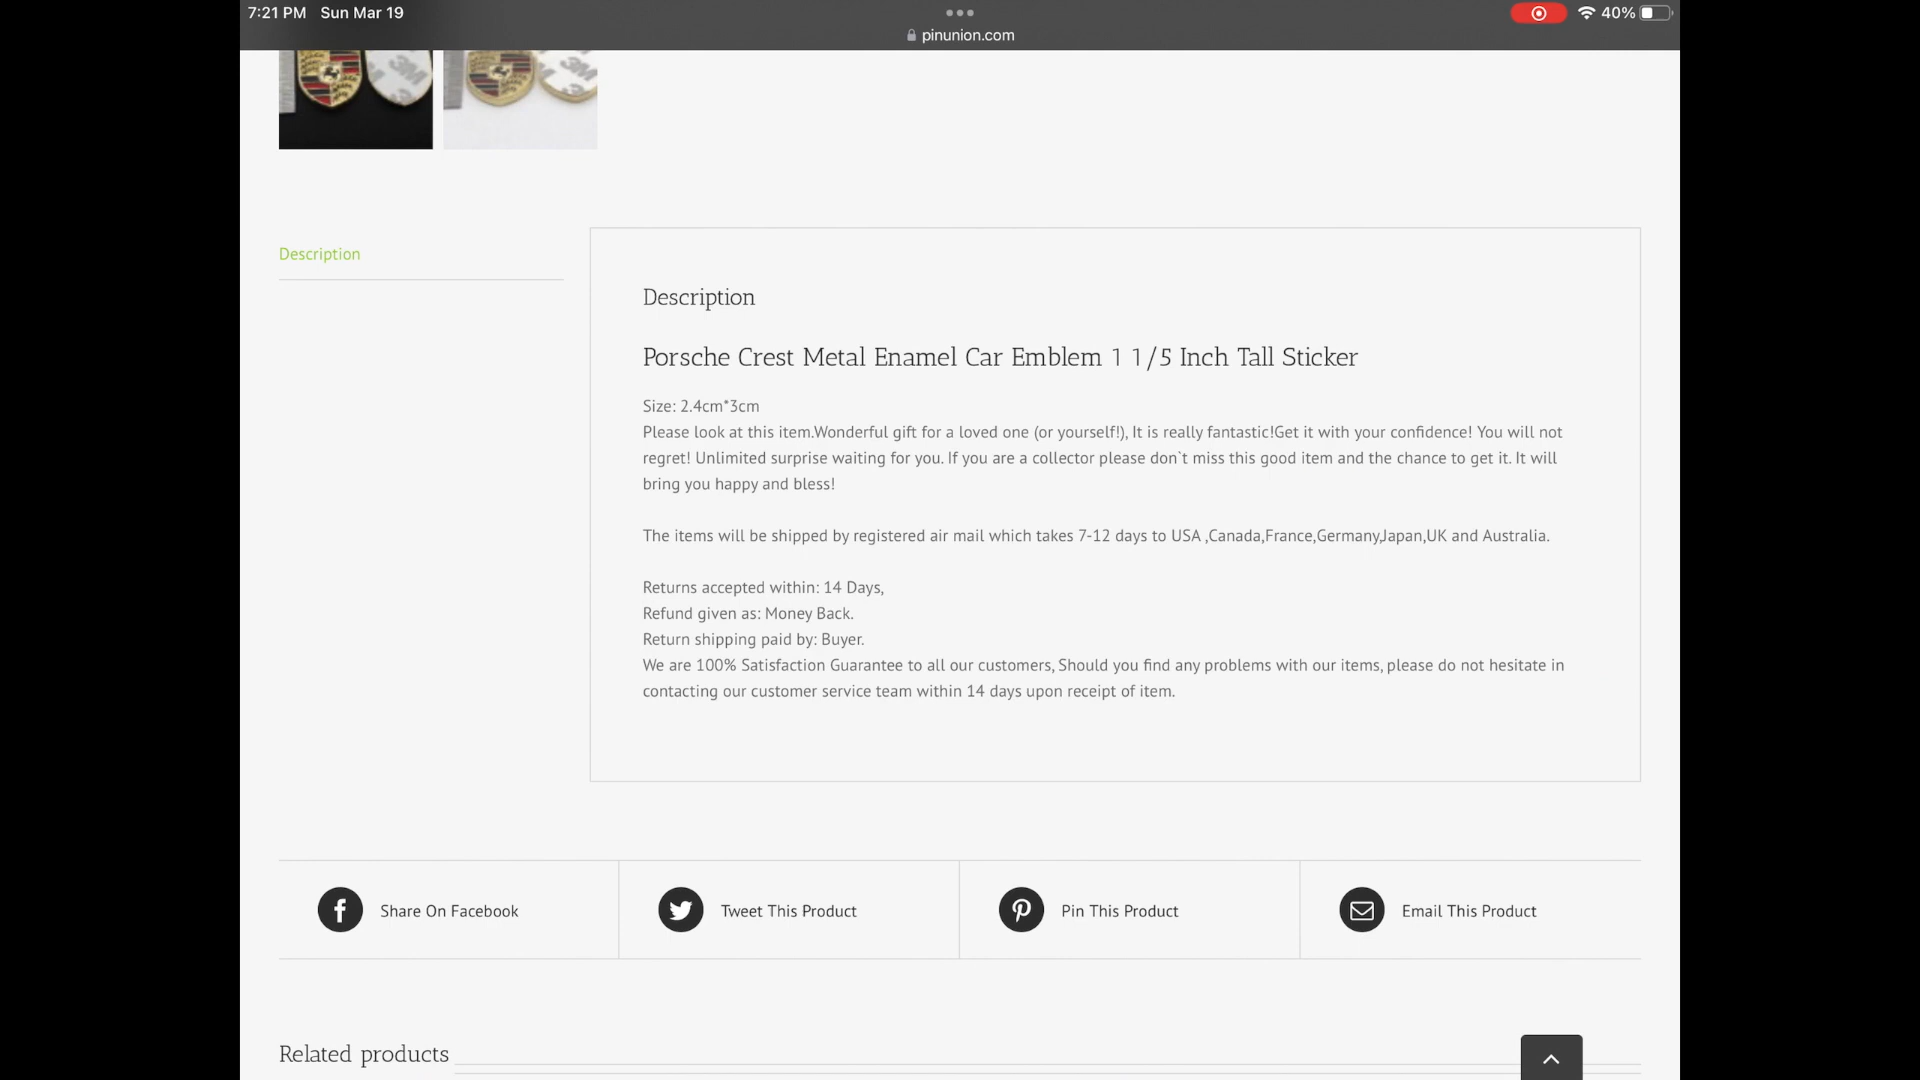 7:21 PM Sun Mar 19
40%
pinunion.com
3M
3M
Description
Description
Porsche Crest Metal Enamel Car Emblem 1 1/5 Inch Tall Sticker
Size: 2.4cm*3cm
Please look at this item.Wonderful gift for a loved one (or yourself!), It is really fantastic!Get it with your confidence! You will not
regret! Unlimited surprise waiting for you. If you are a collector please don`t miss this good item and the chance to get it. It will
bring you happy and bless!
The items will be shipped by registered air mail which takes 7-12 days to USA ,Canada,France,Germany,Japan,UK and Australia.
Returns accepted within: 14 Days,
Refund given as: Money Back.
Return shipping paid by: Buyer.
We are 100% Satisfaction Guarantee to all our customers, Should you find any problems with our items, please do not hesitate in
contacting our customer service team within 14 days upon receipt of item.
Share On Facebook
Tweet This Product
Pin This Product
Email This Product
Related products